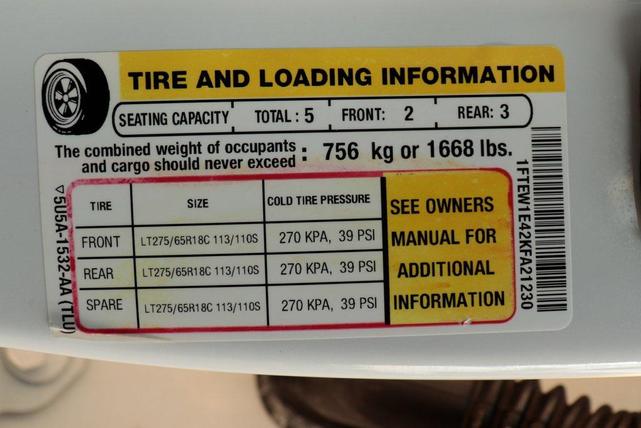 TIRE AND LOADING INFORMATION
SEATING CAPACITY TOTAL : 5 FRONT: 2 REAR: 3
The combined weight of occupants and cargo should never exceed : 756 kg or 1668 lbs.
TIRE SIZE COLD TIRE PRESSURE
FRONT LT275/65R18C 113/110S 270 KPA, 39 PSI
REAR LT275/65R18C 113/110S 270 KPA, 39 PSI
SPARE LT275/65R18C 113/110S 270 KPA, 39 PSI
SEE OWNERS
MANUAL FOR
ADDITIONAL
INFORMATION
5U5A-1532-AA (TLU)
1FTEW1E42KFA21230